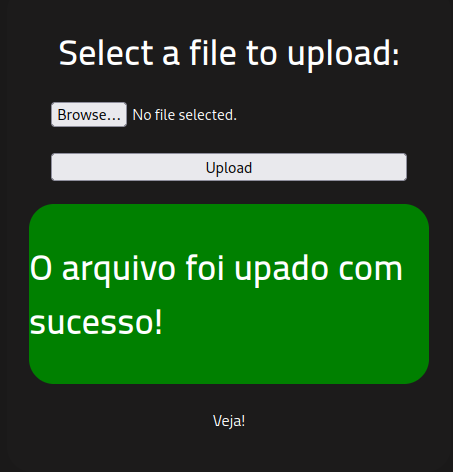 Select a file to upload:
Browse... No file selected.
Upload
O arquivo foi upado com
sucesso!
Veja!